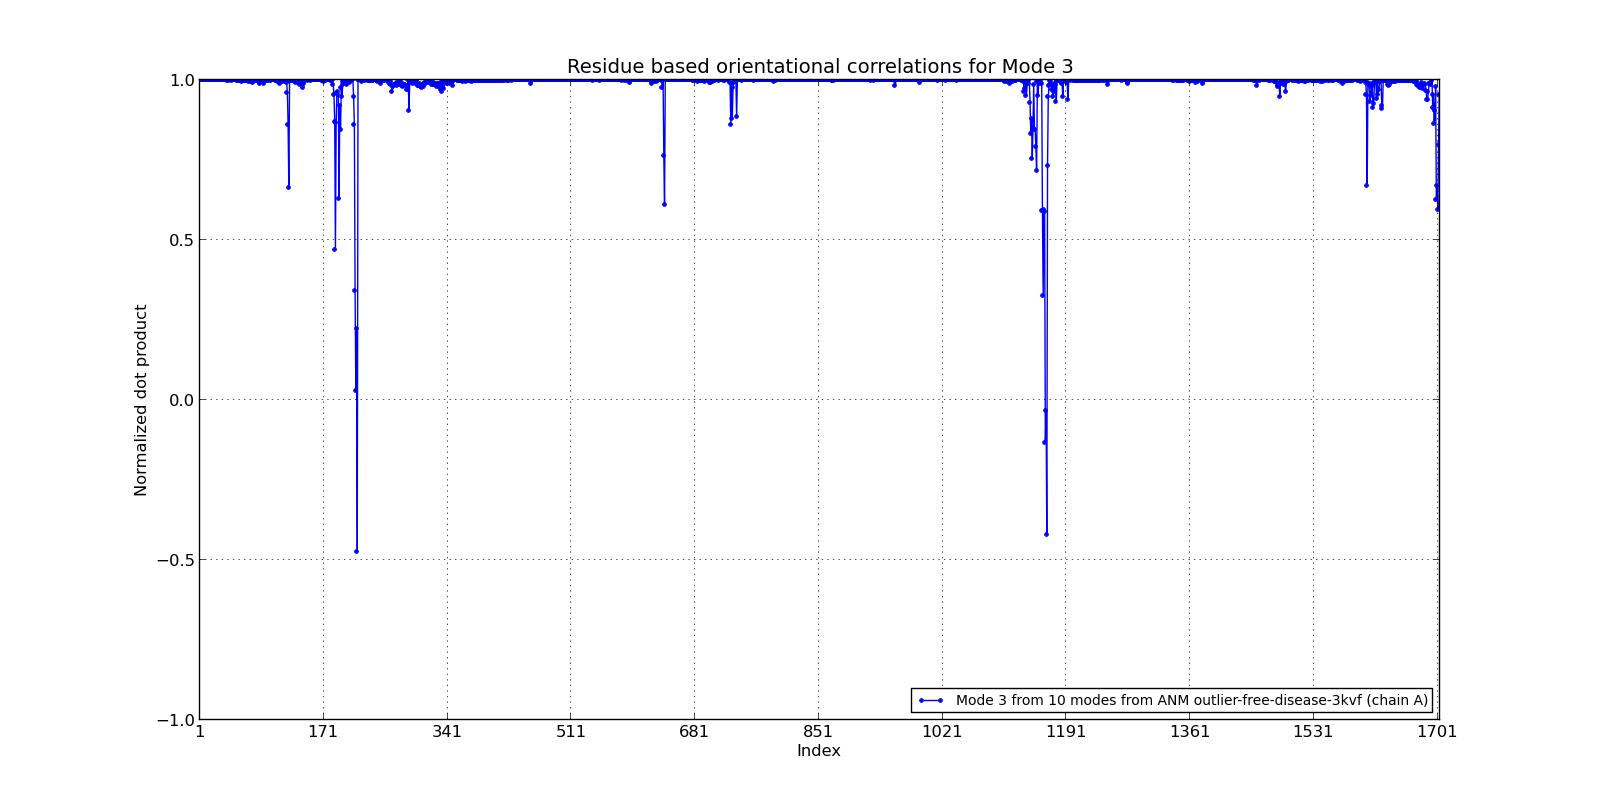 Residue based orientational correlations for Mode 3
1.0
0.5
0.0
−0.5
−1.0
Normalized dot product
Mode 3 from 10 modes from ANM outlier-free-disease-3kvf (chain A)
1 171 341 511 681 851 1021 1191 1361 1531 1701
Index